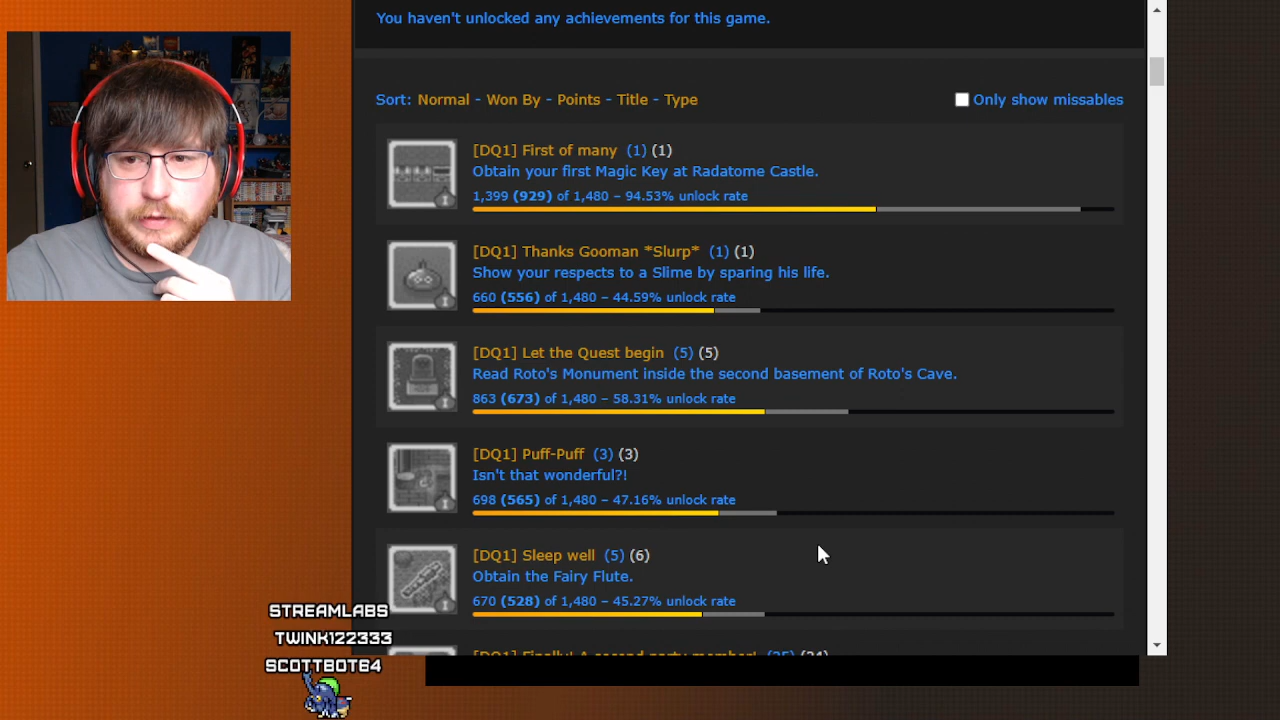 You haven't unlocked any achievements for this game.
Sort: Normal - Won By - Points - Title - Type
Only show missables
[DQ1] First of many (1) (1)
Obtain your first Magic Key at Radatome Castle.
1,399 (929) of 1,480 – 94.53% unlock rate
[DQ1] Thanks Gooman *Slurp* (1) (1)
Show your respects to a Slime by sparing his life.
660 (556) of 1,480 – 44.59% unlock rate
[DQ1] Let the Quest begin (5) (5)
Read Roto's Monument inside the second basement of Roto's Cave.
863 (673) of 1,480 – 58.31% unlock rate
[DQ1] Puff-Puff (3) (3)
Isn't that wonderful?!
698 (565) of 1,480 – 47.16% unlock rate
[DQ1] Sleep well (5) (6)
Obtain the Fairy Flute.
670 (528) of 1,480 – 45.27% unlock rate
STREAMLABS
TWINK122333
SCOTTBOT64
[DQ1] Finally! A second party member!